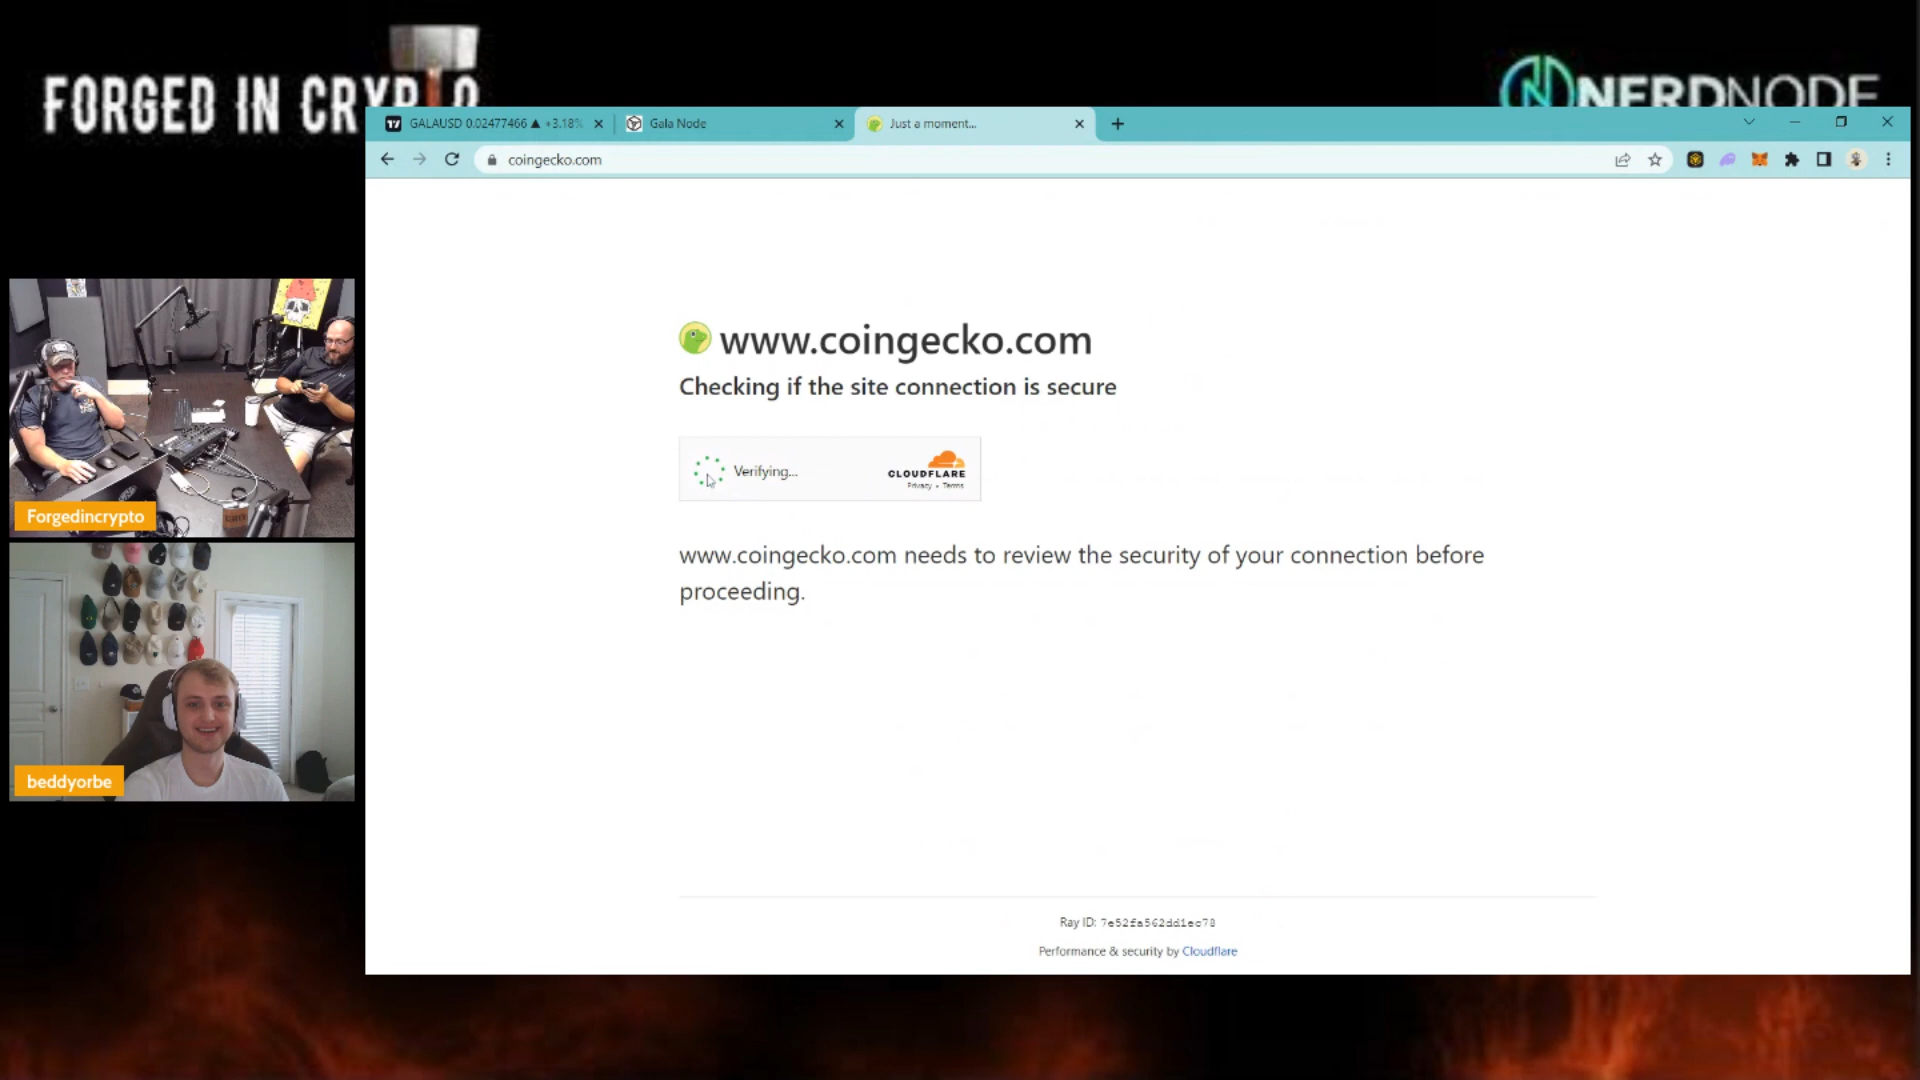 FORGED IN CRYPTO
NERDNODE
GALAUSD 0.02477466 ▲ +3.18%
Gala Node
Just a moment...
coingecko.com
www.coingecko.com
Checking if the site connection is secure
Verifying...
CLOUDFLARE
Privacy • Terms
www.coingecko.com needs to review the security of your connection before
proceeding.
Forgedincrypto
beddyorbe
Ray ID: 7e52fa562dd1ec78
Performance & security by Cloudflare